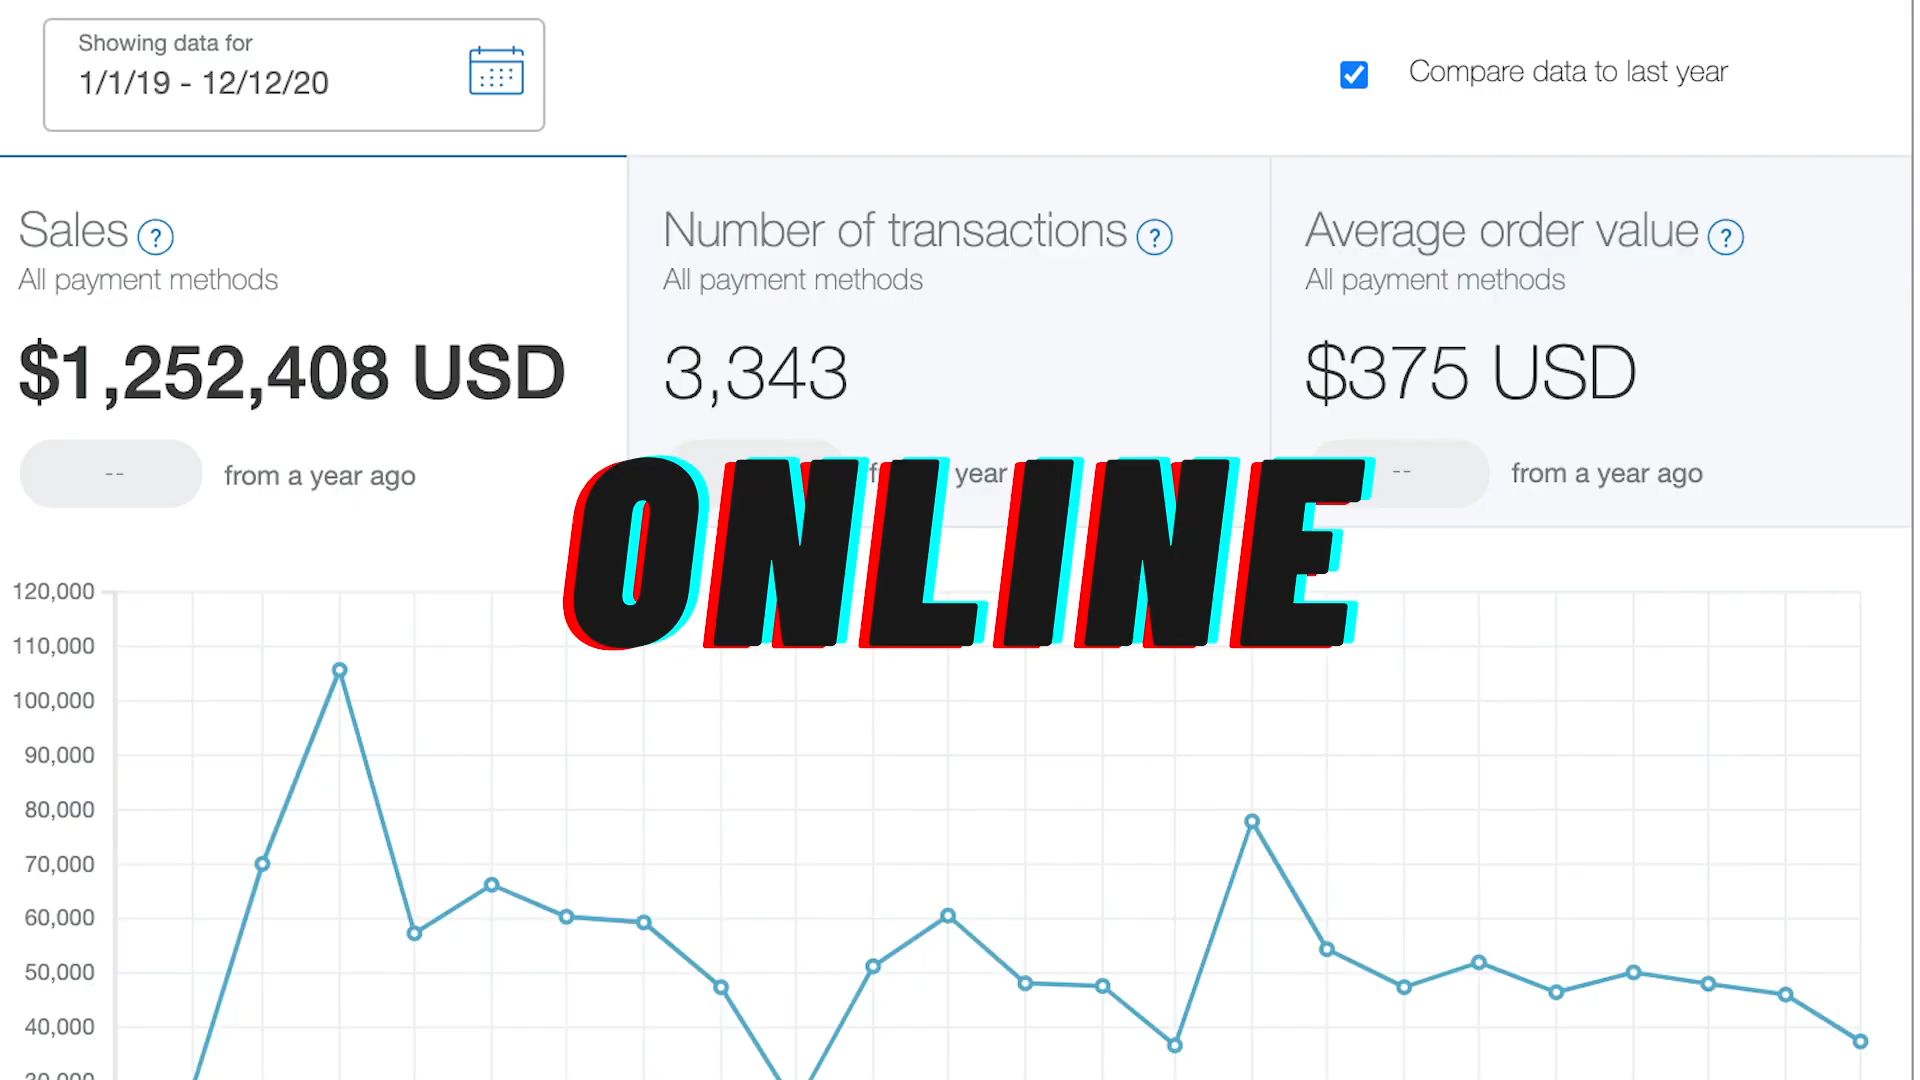 Showing data for
1/1/19 - 12/12/20
Compare data to last year
Sales ?
All payment methods
$1,252,408 USD
-- from a year ago
Number of transactions ?
All payment methods
3,343
year
Average order value ?
All payment methods
$375 USD
-- from a year ago
ONLINE
120,000
110,000
100,000
90,000
80,000
70,000
60,000
50,000
40,000